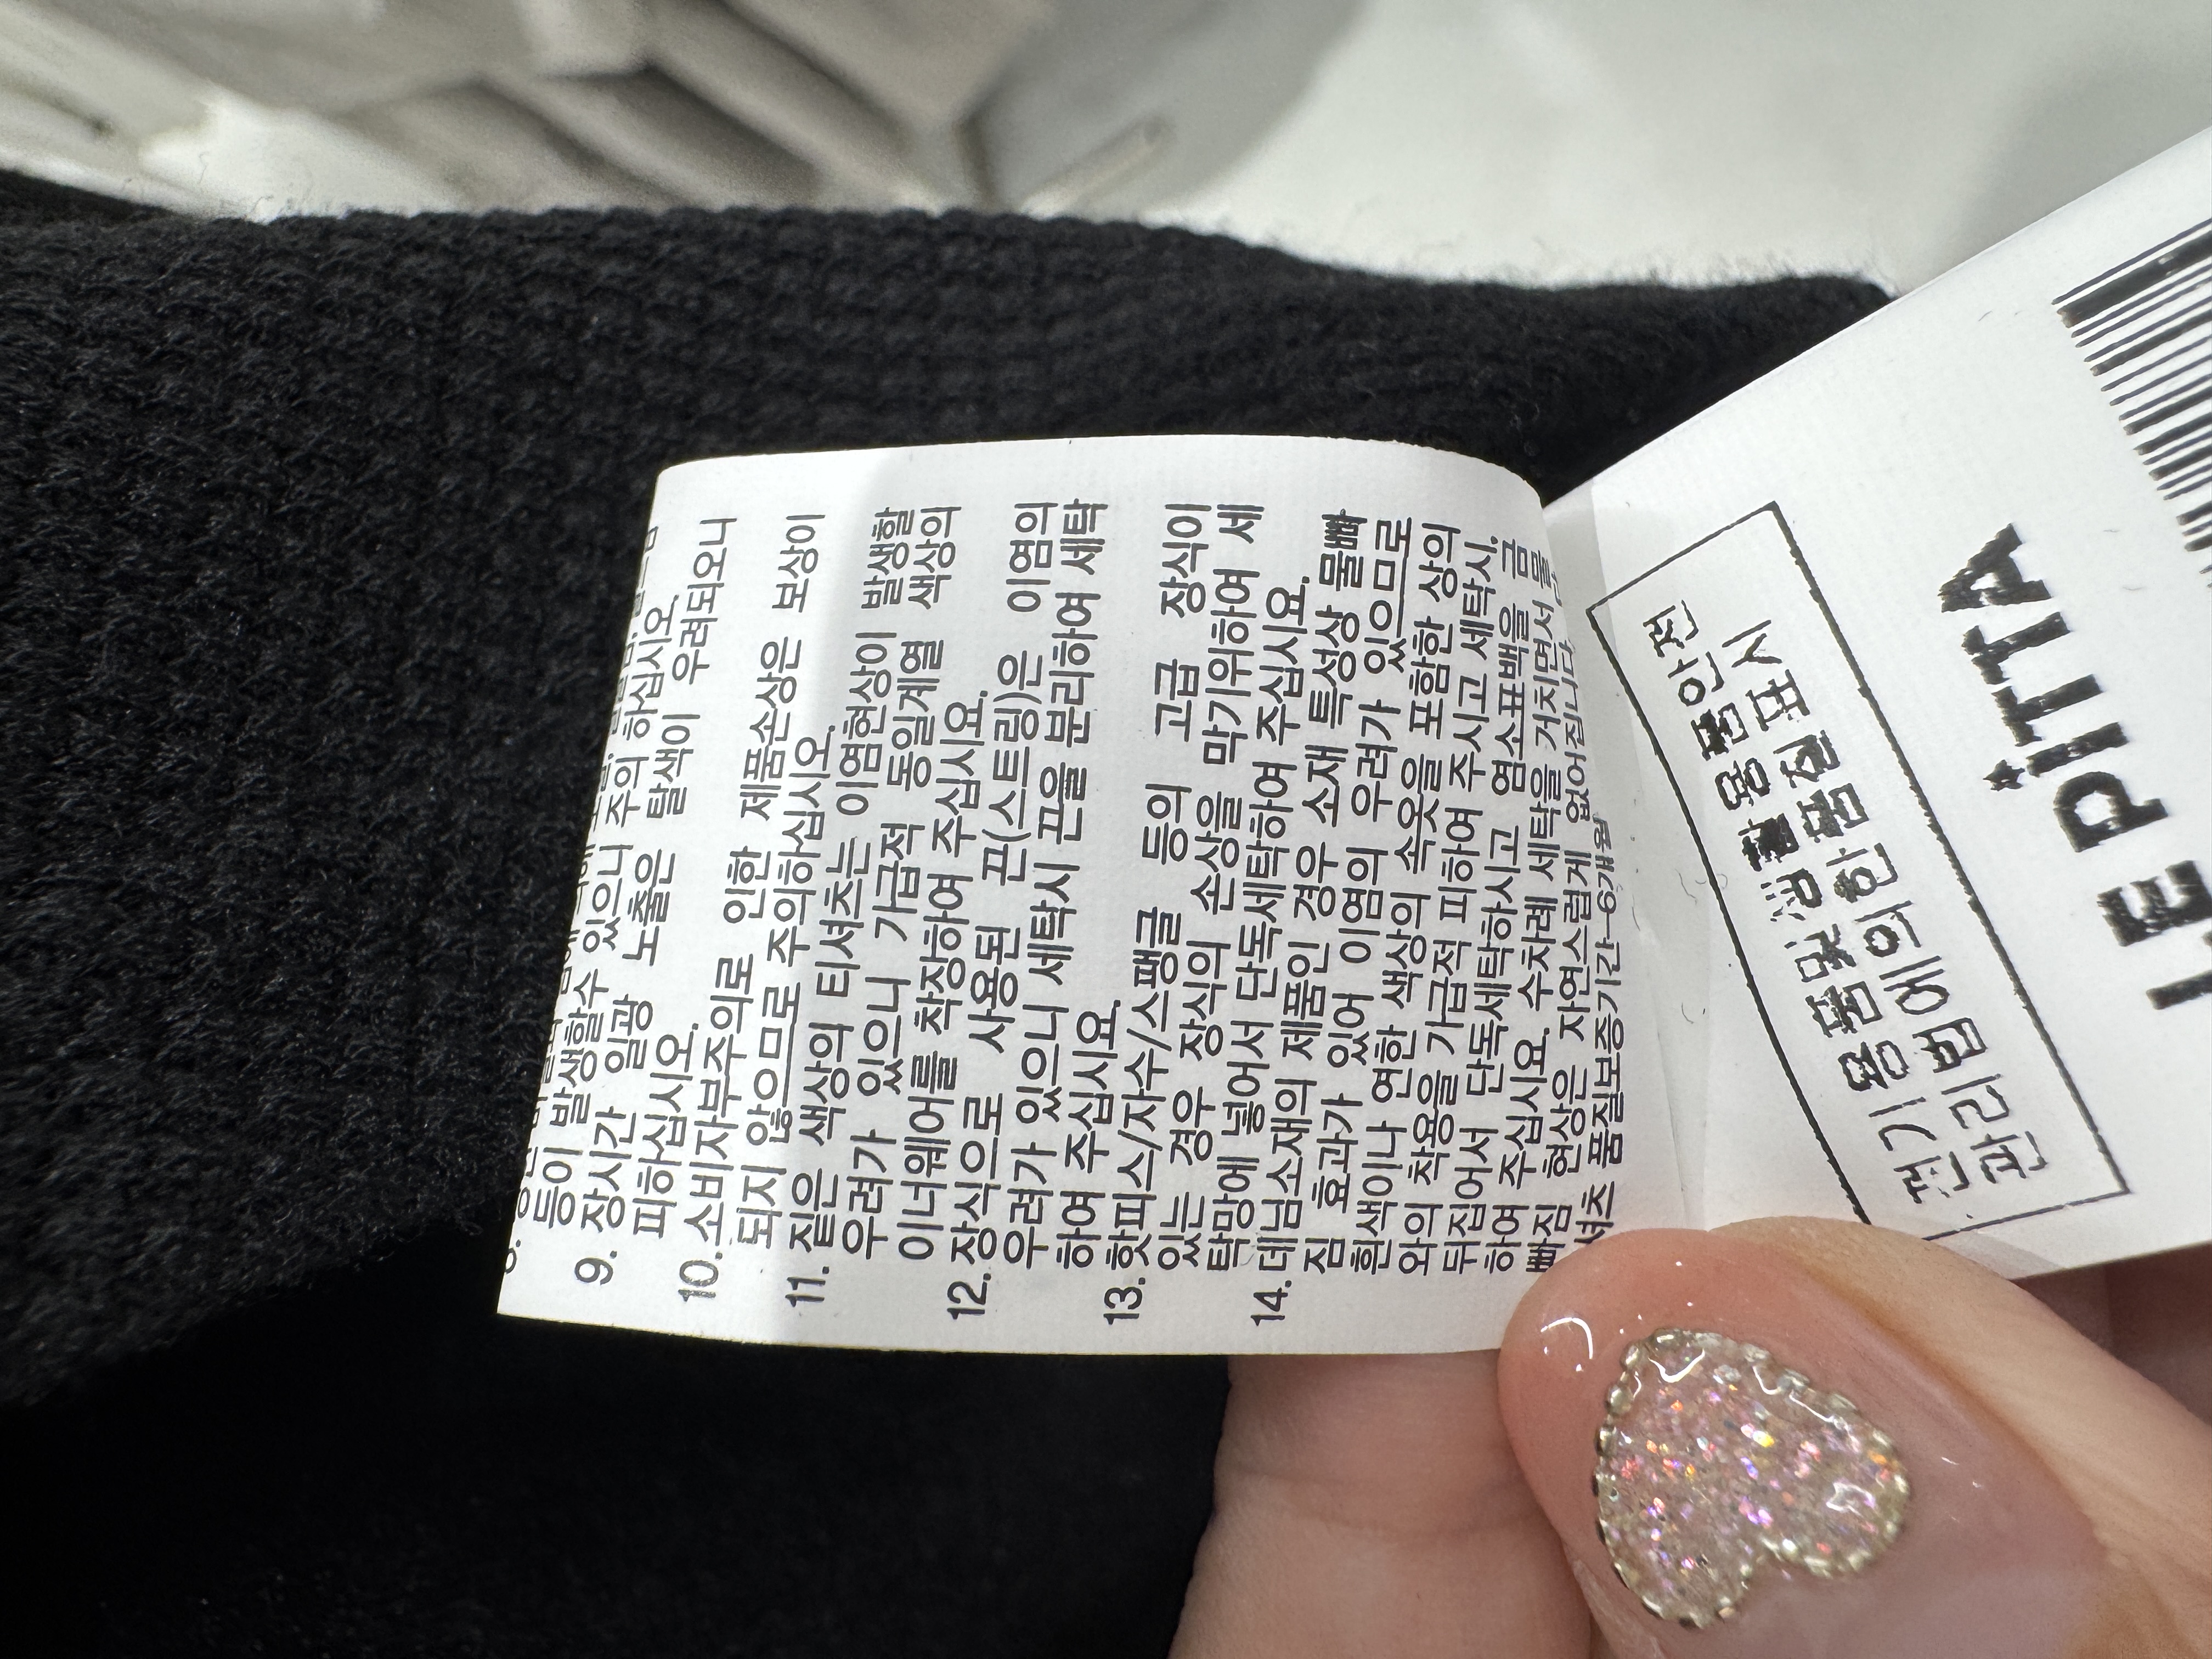 등이 발생할수 있으니 주의 하십시오.
9. 장시간 일광 노출은 탈색이 우려되오니
피하십시오.
10. 소비자부주의로 인한 제품손상은 보상이
되지 않으므로 주의하십시오.
11. 짙은 색상의 티셔츠는 이염현상이 발생할
우려가 있으니 가급적 동일계열 색상의
이너웨어를 착장하여 주십시요.
12. 장식으로 사용된 끈(스트링)은 이염의
우려가 있으니 세탁시 끈을 분리하여 세탁
하여 주십시요.
13. 핫피스/자수/스팽글 등의 고급 장식이
있는 경우 장식의 손상을 막기위하여 세
탁망에 넣어서 단독세탁하여 주십시요.
14. 데님소재의 제품인 경우 소재 특성상 물빠
짐 효과가 있어 이염의 우려가 있으므로
흰색이나 연한 색상의 속옷을 포함한 상의
와의 착용을 가급적 피하여 주시고 세탁시.
뒤집어서 단독세탁하시고 염소표백을 금
하여 주십시요. 수차례 세탁을 거치면서 물
빠짐 현상은 자연스럽게 없어집니다.
셔츠 품질보증기간-6개월
전기용품및생활용품안전
관리법에의한품질표시
LEPITTA